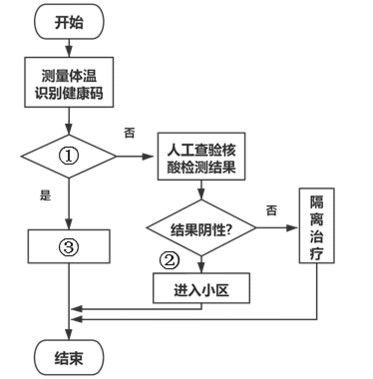 开始
测量体温
识别健康码
①
否
是
人工查验核
酸检测结果
结果阴性?
否
隔
离
治
疗
②
③
进入小区
结束